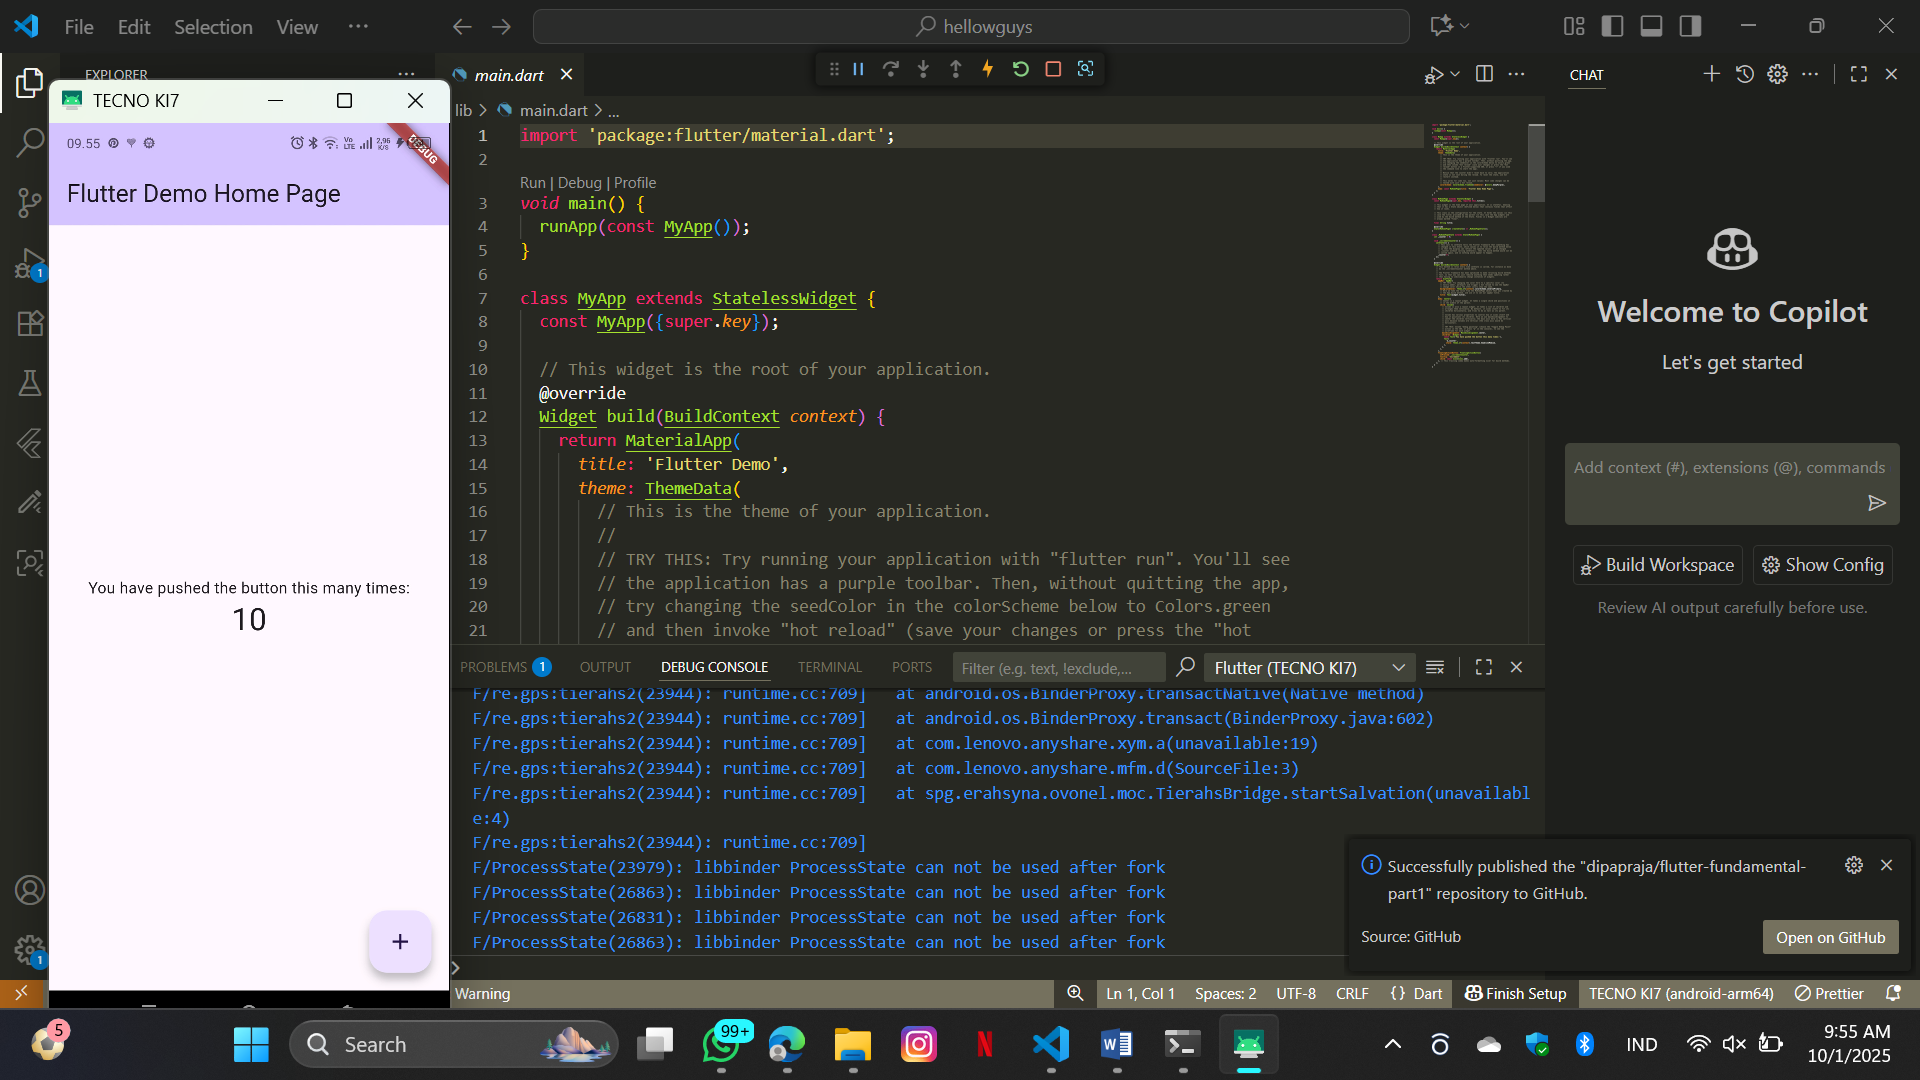 File Edit Selection View ...
hellowguys
EXPLORER ...
main.dart
CHAT
lib > main.dart > ...
TECNO KI7
09.55
Vo LTE 2,96 K/S
DEBUG
Flutter Demo Home Page
You have pushed the button this many times:
10
+
1 import 'package:flutter/material.dart';
2
Run | Debug | Profile
3 void main() {
4 runApp(const MyApp());
5 }
6
7 class MyApp extends StatelessWidget {
8 const MyApp({super.key});
9
10 // This widget is the root of your application.
11 @override
12 Widget build(BuildContext context) {
13 return MaterialApp(
14 title: 'Flutter Demo',
15 theme: ThemeData(
16 // This is the theme of your application.
17 //
18 // TRY THIS: Try running your application with "flutter run". You'll see
19 // the application has a purple toolbar. Then, without quitting the app,
20 // try changing the seedColor in the colorScheme below to Colors.green
21 // and then invoke "hot reload" (save your changes or press the "hot
PROBLEMS 1 OUTPUT DEBUG CONSOLE TERMINAL PORTS Filter (e.g. text, !exclude,... Flutter (TECNO KI7)
F/re.gps:tierahs2(23944): runtime.cc:709] at android.os.BinderProxy.transactNative(Native method)
F/re.gps:tierahs2(23944): runtime.cc:709] at android.os.BinderProxy.transact(BinderProxy.java:602)
F/re.gps:tierahs2(23944): runtime.cc:709] at com.lenovo.anyshare.xym.a(unavailable:19)
F/re.gps:tierahs2(23944): runtime.cc:709] at com.lenovo.anyshare.mfm.d(SourceFile:3)
F/re.gps:tierahs2(23944): runtime.cc:709] at spg.erahsyna.ovonel.moc.TierahsBridge.startSalvation(unavailabl
e:4)
F/re.gps:tierahs2(23944): runtime.cc:709]
F/ProcessState(23979): libbinder ProcessState can not be used after fork
F/ProcessState(26863): libbinder ProcessState can not be used after fork
F/ProcessState(26831): libbinder ProcessState can not be used after fork
F/ProcessState(26863): libbinder ProcessState can not be used after fork
Welcome to Copilot
Let's get started
Add context (#), extensions (@), commands
Build Workspace Show Config
Review AI output carefully before use.
Successfully published the "dipapraja/flutter-fundamental-
part1" repository to GitHub.
Source: GitHub
Open on GitHub
1
1
Warning Ln 1, Col 1 Spaces: 2 UTF-8 CRLF {} Dart Finish Setup TECNO KI7 (android-arm64) Prettier
5
Search
99+
IND
9:55 AM
10/1/2025